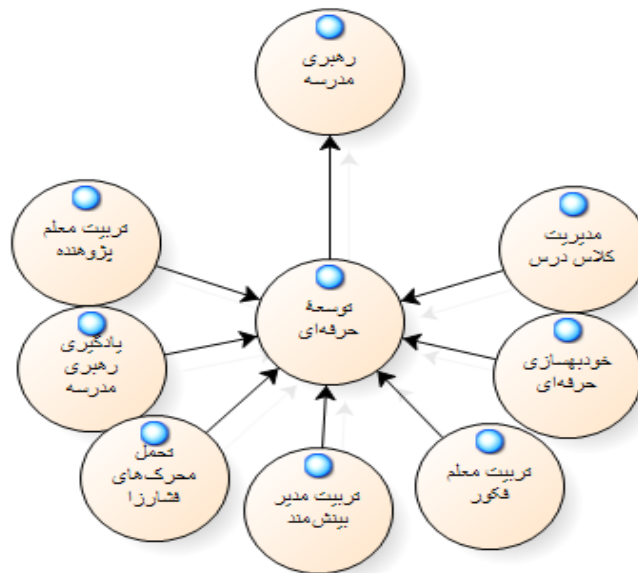 رهبری
مدرسه
تربیت معلم
پژوهنده
مدیریت
کلاس درس
توسعهٔ
حرفه‌ای
یادگیری
رهبری
مدرسه
خودبهسازی
حرفه‌ای
تحمل
محرک‌های
فشارزا
تربیت مدیر
بینش‌مند
تربیت معلم
فکور